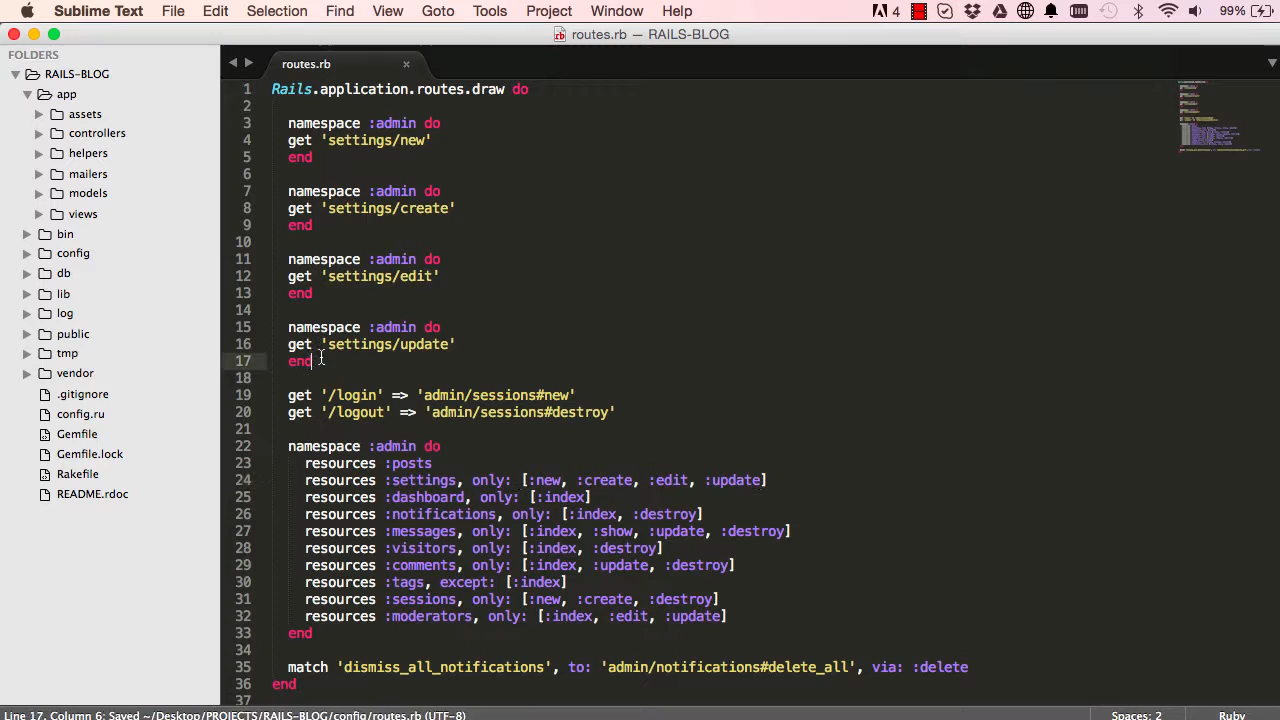 Sublime Text File Edit Selection Find View Goto Tools Project Window Help 4 99%
routes.rb — RAILS-BLOG
FOLDERS
RAILS-BLOG
app
assets
controllers
helpers
mailers
models
views
bin
config
db
lib
log
public
tmp
vendor
.gitignore
config.ru
Gemfile
Gemfile.lock
Rakefile
README.rdoc
routes.rb ×
1 Rails.application.routes.draw do
2
3 namespace :admin do
4 get 'settings/new'
5 end
6
7 namespace :admin do
8 get 'settings/create'
9 end
10
11 namespace :admin do
12 get 'settings/edit'
13 end
14
15 namespace :admin do
16 get 'settings/update'
17 end
18
19 get '/login' => 'admin/sessions#new'
20 get '/logout' => 'admin/sessions#destroy'
21
22 namespace :admin do
23 resources :posts
24 resources :settings, only: [:new, :create, :edit, :update]
25 resources :dashboard, only: [:index]
26 resources :notifications, only: [:index, :destroy]
27 resources :messages, only: [:index, :show, :update, :destroy]
28 resources :visitors, only: [:index, :destroy]
29 resources :comments, only: [:index, :update, :destroy]
30 resources :tags, except: [:index]
31 resources :sessions, only: [:new, :create, :destroy]
32 resources :moderators, only: [:index, :edit, :update]
33 end
34
35 match 'dismiss_all_notifications', to: 'admin/notifications#delete_all', via: :delete
36 end
37
Line 17, Column 6: Saved ~/Desktop/PROJECTS/RAILS-BLOG/config/routes.rb (UTF-8) Spaces: 2 Ruby